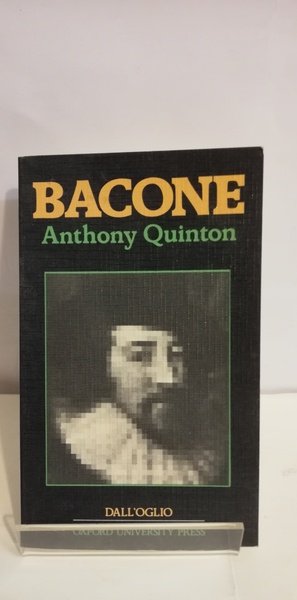 BACONE
Anthony Quinton
DALL'OGLIO
OXFORD UNIVERSITY PRESS